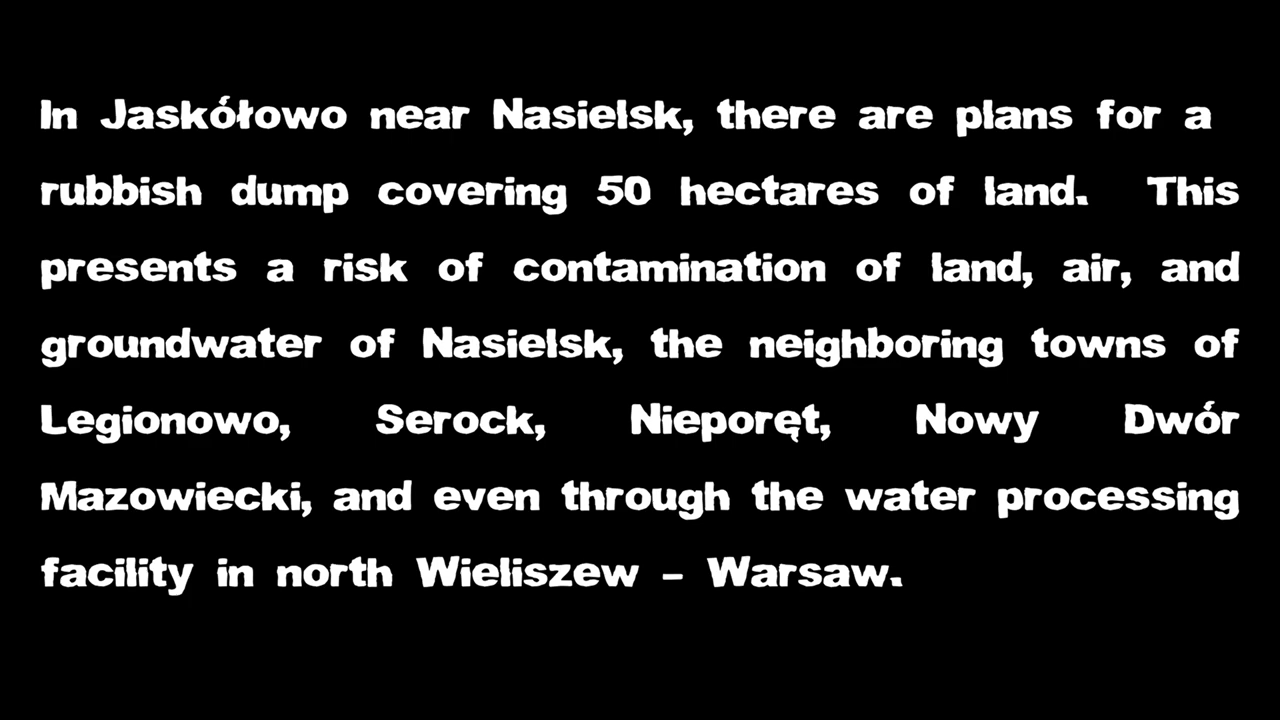 In Jaskółowo near Nasielsk, there are plans for a
rubbish dump covering 50 hectares of land. This
presents a risk of contamination of land, air, and
groundwater of Nasielsk, the neighboring towns of
Legionowo, Serock, Nieporęt, Nowy Dwór
Mazowiecki, and even through the water processing
facility in north Wieliszew – Warsaw.